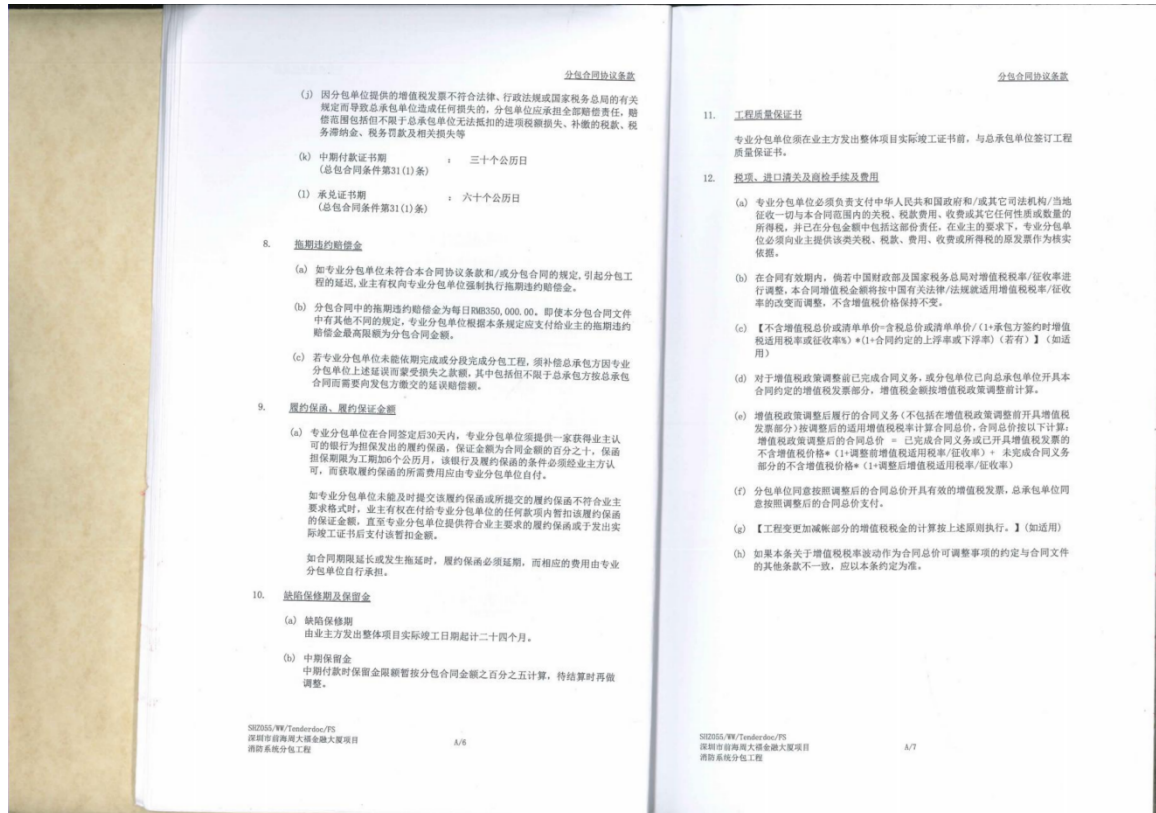 分包合同协议条款
(j) 因分包单位提供的增值税发票不符合法律、行政法规或国家税务总局的有关
规定而导致总承包单位造成任何损失的，分包单位应承担全部赔偿责任，赔
偿范围包括但不限于总承包单位无法抵扣的进项税额损失、补缴的税款、税
务滞纳金、税务罚款及相关损失等
(k) 中期付款证书期 ： 三十个公历日
(总包合同条件第31(1)条)
(l) 承兑证书期 ： 六十个公历日
(总包合同条件第31(1)条)
8. 拖期违约赔偿金
(a) 如专业分包单位未符合本合同协议条款和/或分包合同的规定,引起分包工
程的延迟,业主有权向专业分包单位强制执行拖期违约赔偿金。
(b) 分包合同中的拖期违约赔偿金为每日RMB350,000.00。即使本分包合同文件
中有其他不同的规定，专业分包单位根据本条规定应支付给业主的拖期违约
赔偿金最高限额为分包合同金额。
(c) 若专业分包单位未能依期完成或分段完成分包工程，须补偿总承包方因专业
分包单位上述延误而蒙受损失之款额，其中包括但不限于总承包方按总承包
合同而需要向发包方缴交的延误赔偿额。
9. 履约保函、履约保证金额
(a) 专业分包单位在合同签定后30天内，专业分包单位须提供一家获得业主认
可的银行为担保发出的履约保函，保证金额为合同金额的百分之十，保函
担保期限为工期加6个公历月，该银行及履约保函的条件必须经业主方认
可，而获取履约保函的所需费用应由专业分包单位自付。
如专业分包单位未能及时提交该履约保函或所提交的履约保函不符合业主
要求格式时，业主有权在付给专业分包单位的任何款项内暂扣该履约保函
的保证金额，直至专业分包单位提供符合业主要求的履约保函或于发出实
际竣工证书后支付该暂扣金额。
如合同期限延长或发生拖延时，履约保函必须延期，而相应的费用由专业
分包单位自行承担。
10. 缺陷保修期及保留金
(a) 缺陷保修期
由业主方发出整体项目实际竣工日期起计二十四个月。
(b) 中期保留金
中期付款时保留金限额暂按分包合同金额之百分之五计算，待结算时再做
调整。
SHZ055/WW/Tenderdoc/FS
深圳市前海周大福金融大厦项目 A/6
消防系统分包工程
分包合同协议条款
11. 工程质量保证书
专业分包单位须在业主方发出整体项目实际竣工证书前，与总承包单位签订工程
质量保证书。
12. 税项、进口清关及商检手续及费用
(a) 专业分包单位必须负责支付中华人民共和国政府和/或其它司法机构/当地
征收一切与本合同范围内的关税、税款费用、收费或其它任何性质或数量的
所得税，并已在分包金额中包括这部份责任，在业主的要求下，专业分包单
位必须向业主提供该类关税、税款、费用、收费或所得税的原发票作为核实
依据。
(b) 在合同有效期内，倘若中国财政部及国家税务总局对增值税税率/征收率进
行调整，本合同增值税金额将按中国有关法律/法规就适用增值税税率/征收
率的改变而调整，不含增值税价格保持不变。
(c) 【不含增值税总价或清单单价=含税总价或清单单价/（1+承包方签约时增值
税适用税率或征收率%）*(1+合同约定的上浮率或下浮率)（若有）】（如适
用）
(d) 对于增值税政策调整前已完成合同义务，或分包单位已向总承包单位开具本
合同约定的增值税发票部分，增值税金额按增值税政策调整前计算。
(e) 增值税政策调整后履行的合同义务(不包括在增值税政策调整前开具增值税
发票部分)按调整后的适用增值税税率计算合同总价,合同总价按以下计算:
增值税政策调整后的合同总价 = 已完成合同义务或已开具增值税发票的
不含增值税价格*（1+调整前增值税适用税率/征收率）+ 未完成合同义务
部分的不含增值税价格*（1+调整后增值税适用税率/征收率）
(f) 分包单位同意按照调整后的合同总价开具有效的增值税发票，总承包单位同
意按照调整后的合同总价支付。
(g) 【工程变更加减帐部分的增值税税金的计算按上述原则执行。】(如适用)
(h) 如果本条关于增值税税率波动作为合同总价可调整事项的约定与合同文件
的其他条款不一致，应以本条约定为准。
SHZ055/WW/Tenderdoc/FS
深圳市前海周大福金融大厦项目 A/7
消防系统分包工程